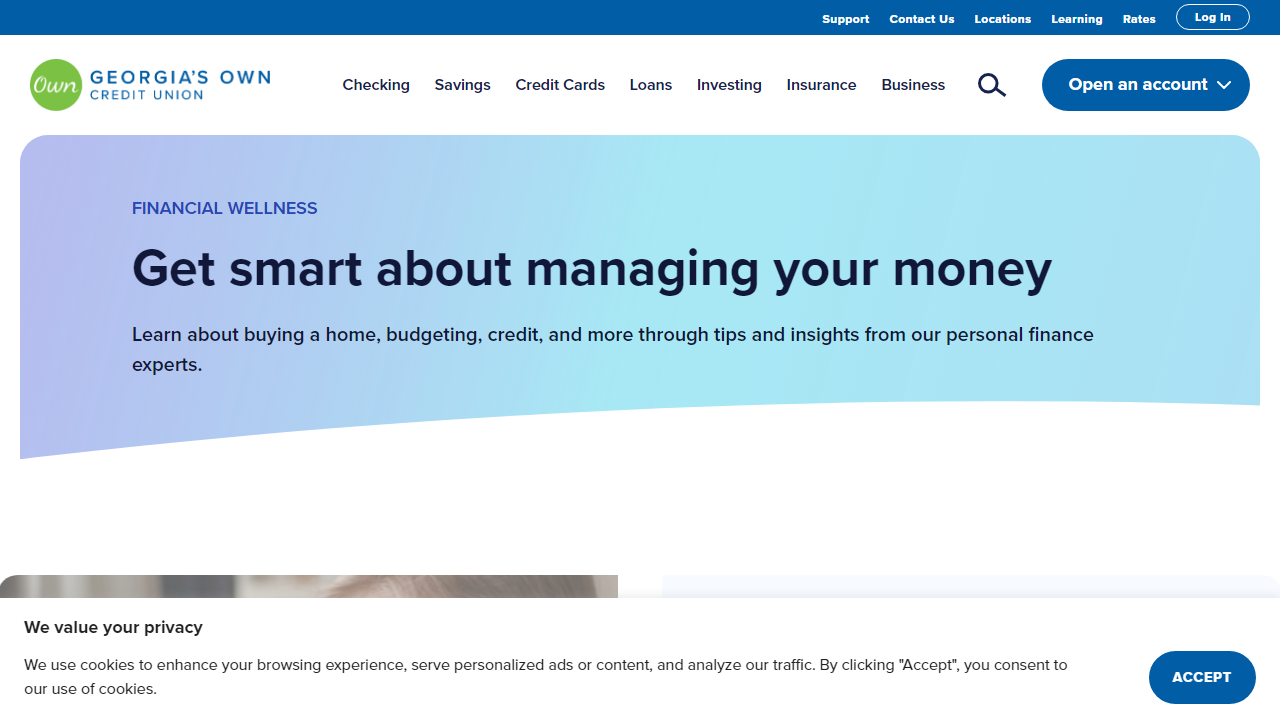 Support Contact Us Locations Learning Rates Log In
Own GEORGIA'S OWN
CREDIT UNION
Checking Savings Credit Cards Loans Investing Insurance Business Open an account
FINANCIAL WELLNESS
Get smart about managing your money
Learn about buying a home, budgeting, credit, and more through tips and insights from our personal finance
experts.
We value your privacy
We use cookies to enhance your browsing experience, serve personalized ads or content, and analyze our traffic. By clicking "Accept", you consent to
our use of cookies.
ACCEPT